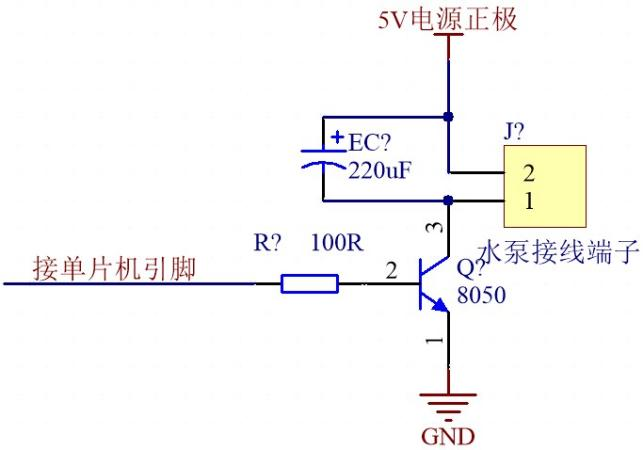 5V电源正极
J?
EC?
220uF
2
1
3
水泵接线端子
R? 100R
接单片机引脚
2
Q?
8050
1
GND